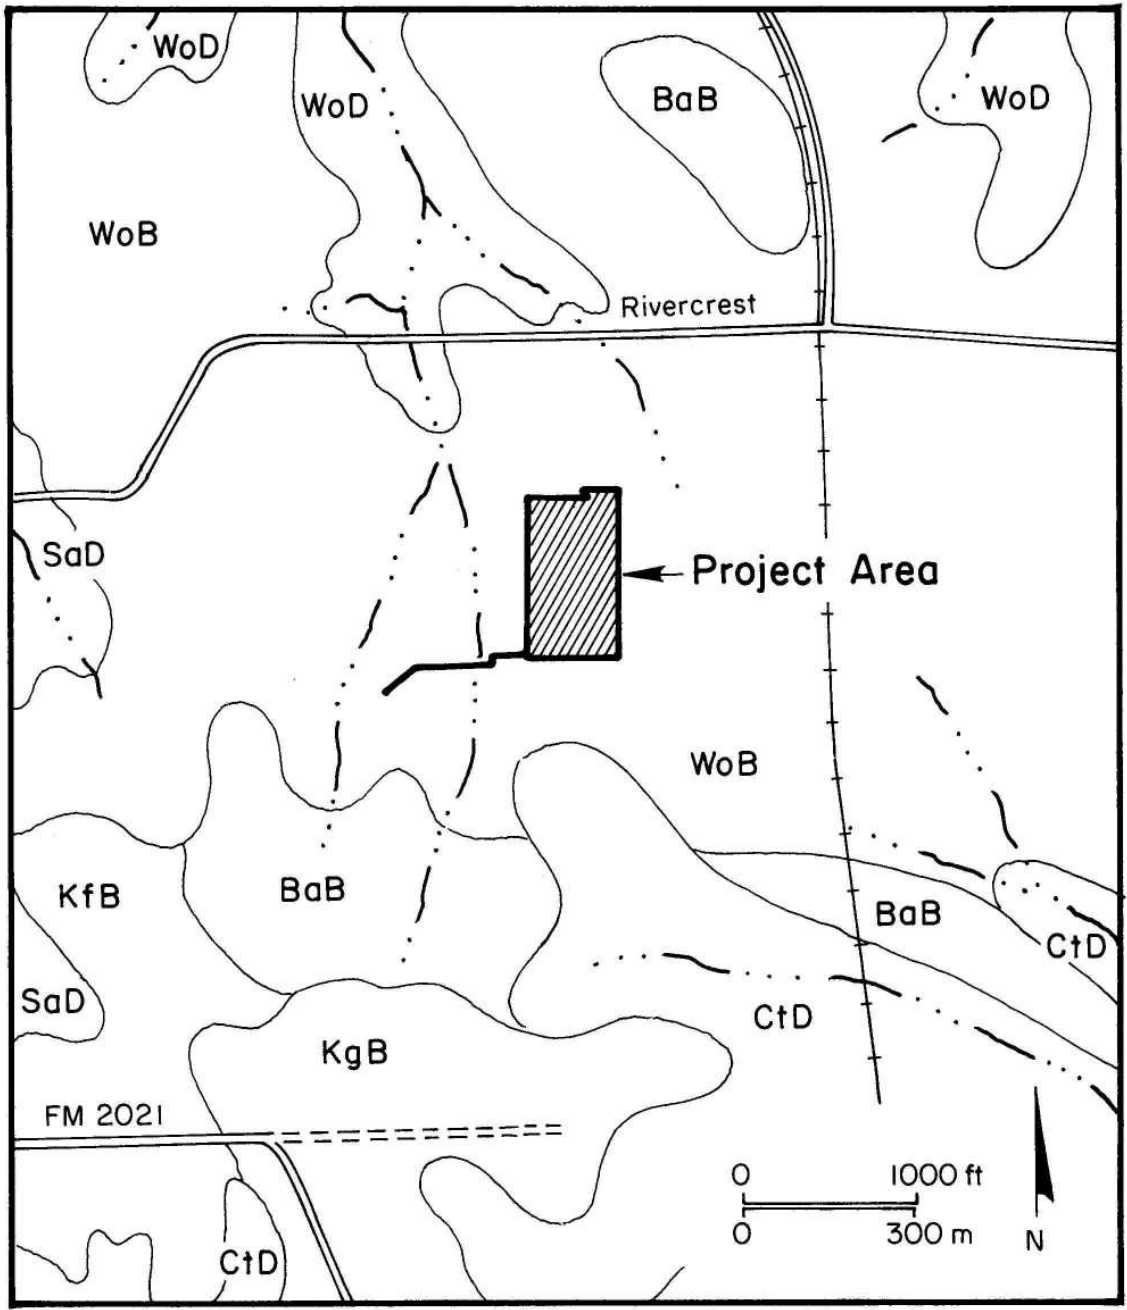 WoD
WoD
BaB
WoD
WoB
Rivercrest
SaD
Project Area
WoB
KfB
BaB
BaB
CtD
SaD
CtD
KgB
FM 2021
0 1000 ft
0 300 m
N
CtD